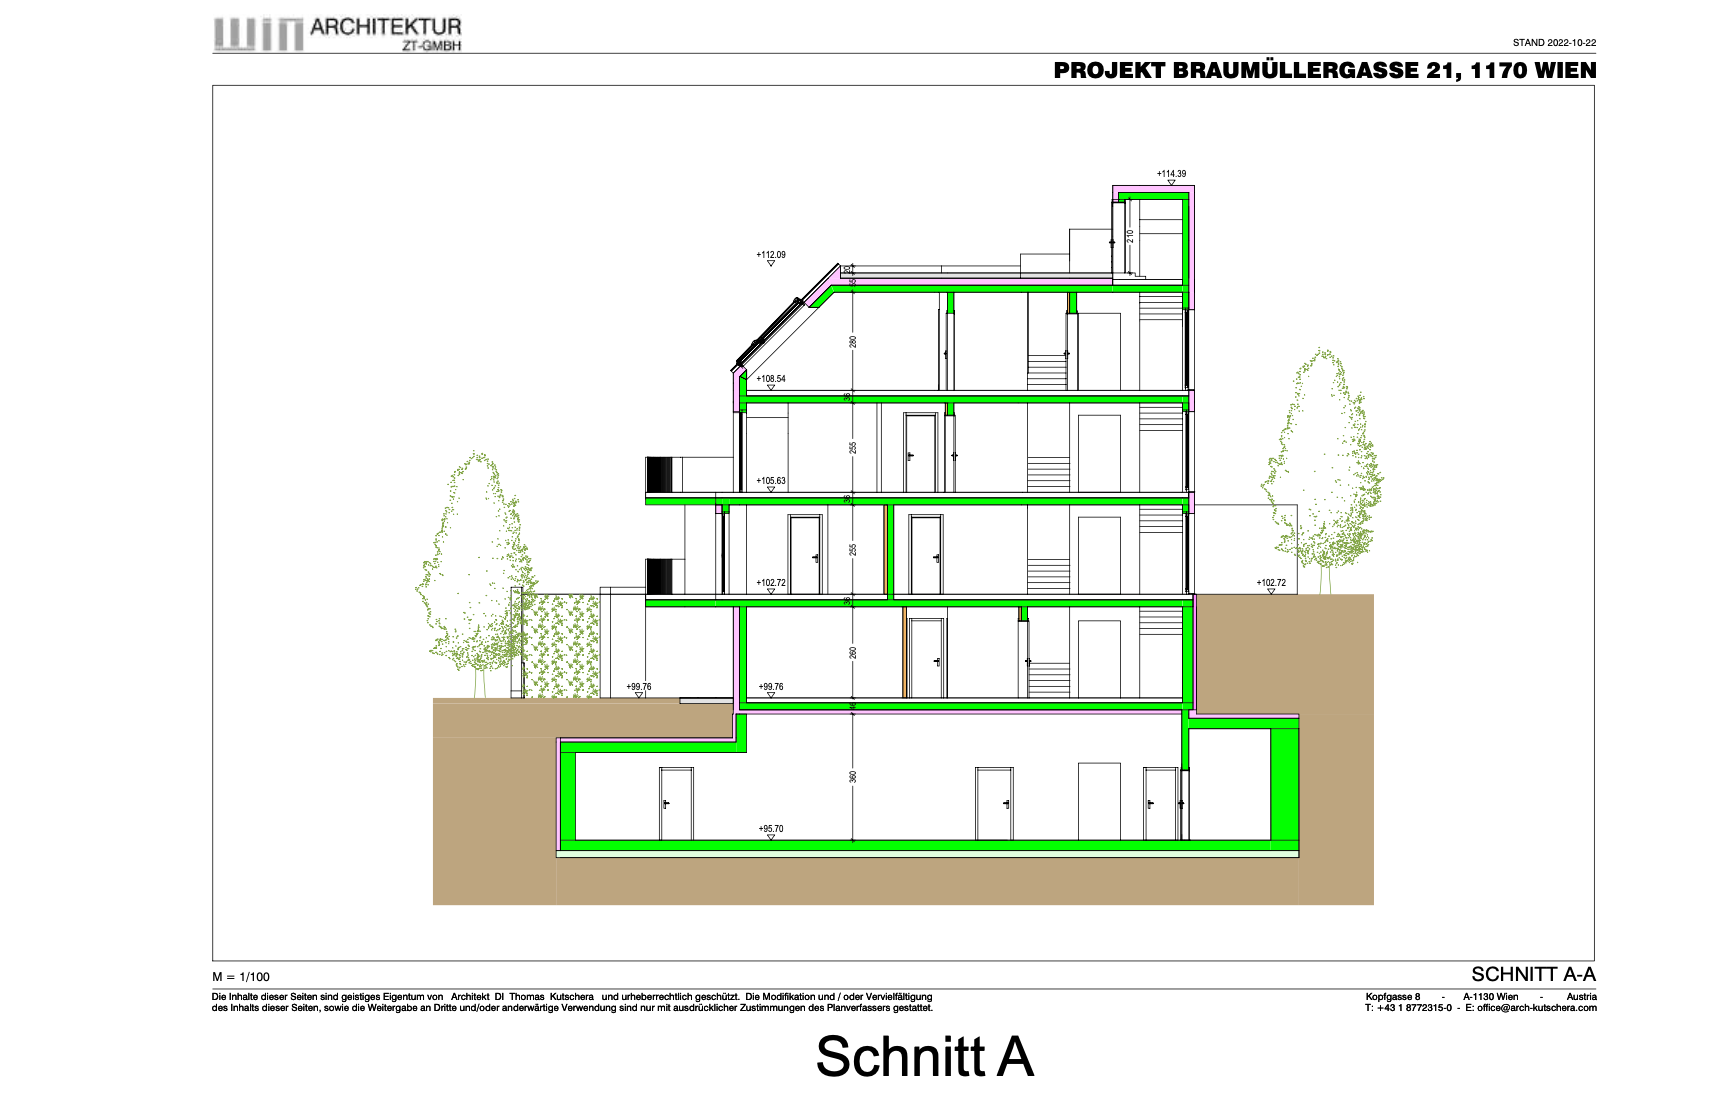 WIN ARCHITEKTUR
ZT-GMBH
STAND 2022-10-22
PROJEKT BRAUMÜLLERGASSE 21, 1170 WIEN
+114.39
210
+112.09
20
280
+108.54
36
255
+105.63
36
255
+102.72
+102.72
36
260
+99.76
+99.76
360
+95.70
M = 1/100
SCHNITT A-A
Die Inhalte dieser Seiten sind geistiges Eigentum von Architekt DI Thomas Kutschera und urheberrechtlich geschützt. Die Modifikation und / oder Vervielfältigung
des Inhalts dieser Seiten, sowie die Weitergabe an Dritte und/oder anderwärtige Verwendung sind nur mit ausdrücklicher Zustimmungen des Planverfassers gestattet.
Kopfgasse 8 - A-1130 Wien - Austria
T: +43 1 8772315-0 - E: office@arch-kutschera.com
Schnitt A